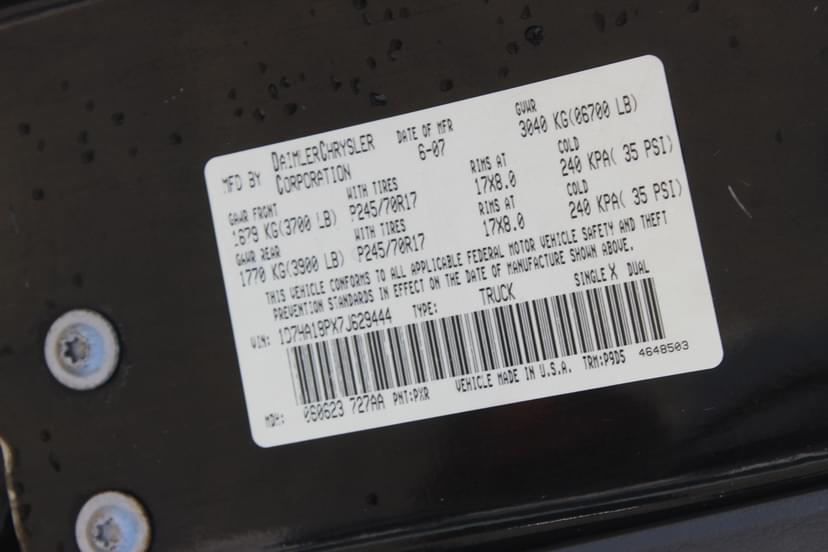 MFD BY DAIMLERCHRYSLER CORPORATION DATE OF MFR 6-07 GVWR 3040 KG(06700 LB)
GAWR FRONT WITH TIRES RIMS AT COLD
1679 KG(3700 LB) P245/70R17 17X8.0 240 KPA( 35 PSI)
GAWR REAR WITH TIRES RIMS AT COLD
1770 KG(3900 LB) P245/70R17 17X8.0 240 KPA( 35 PSI)
THIS VEHICLE CONFORMS TO ALL APPLICABLE FEDERAL MOTOR VEHICLE SAFETY AND THEFT
PREVENTION STANDARDS IN EFFECT ON THE DATE OF MANUFACTURE SHOWN ABOVE.
VIN: 1D7HA18PX7J629444 TYPE: TRUCK SINGLE X DUAL
MDH: 060623 727AA PNT:PXR VEHICLE MADE IN U.S.A. TRM:P9D5 4648503